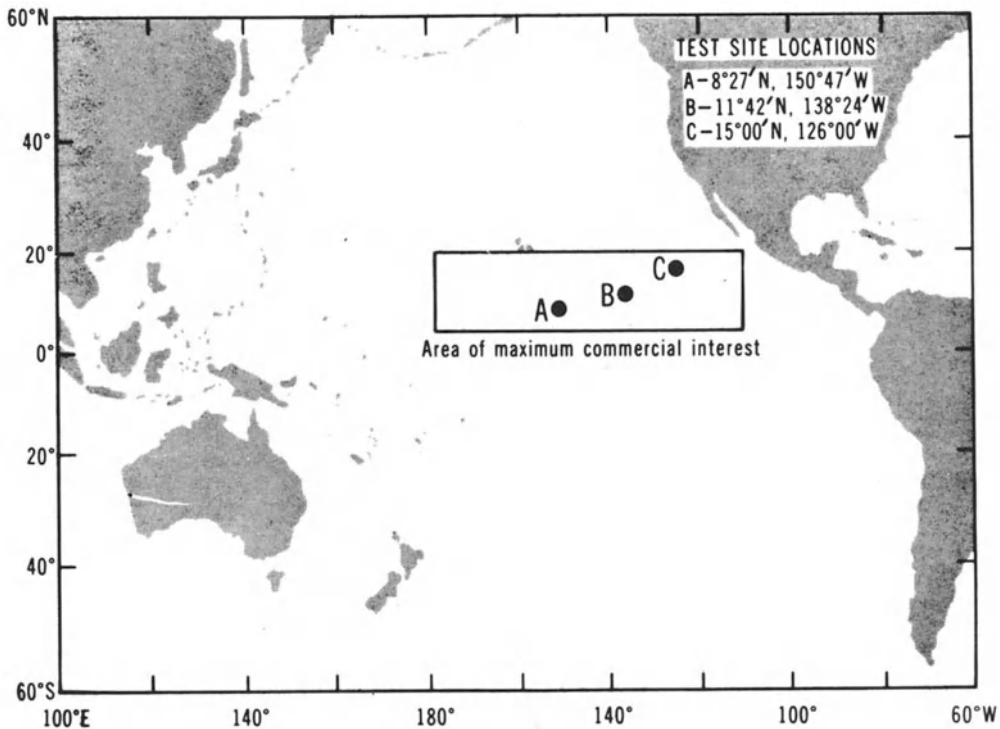 60°N
TEST SITE LOCATIONS
A–8°27′N, 150°47′W
B–11°42′N, 138°24′W
C–15°00′N, 126°00′W
40°
20°
C
B
A
0°
Area of maximum commercial interest
20°
40°
60°S
100°E 140° 180° 140° 100° 60°W